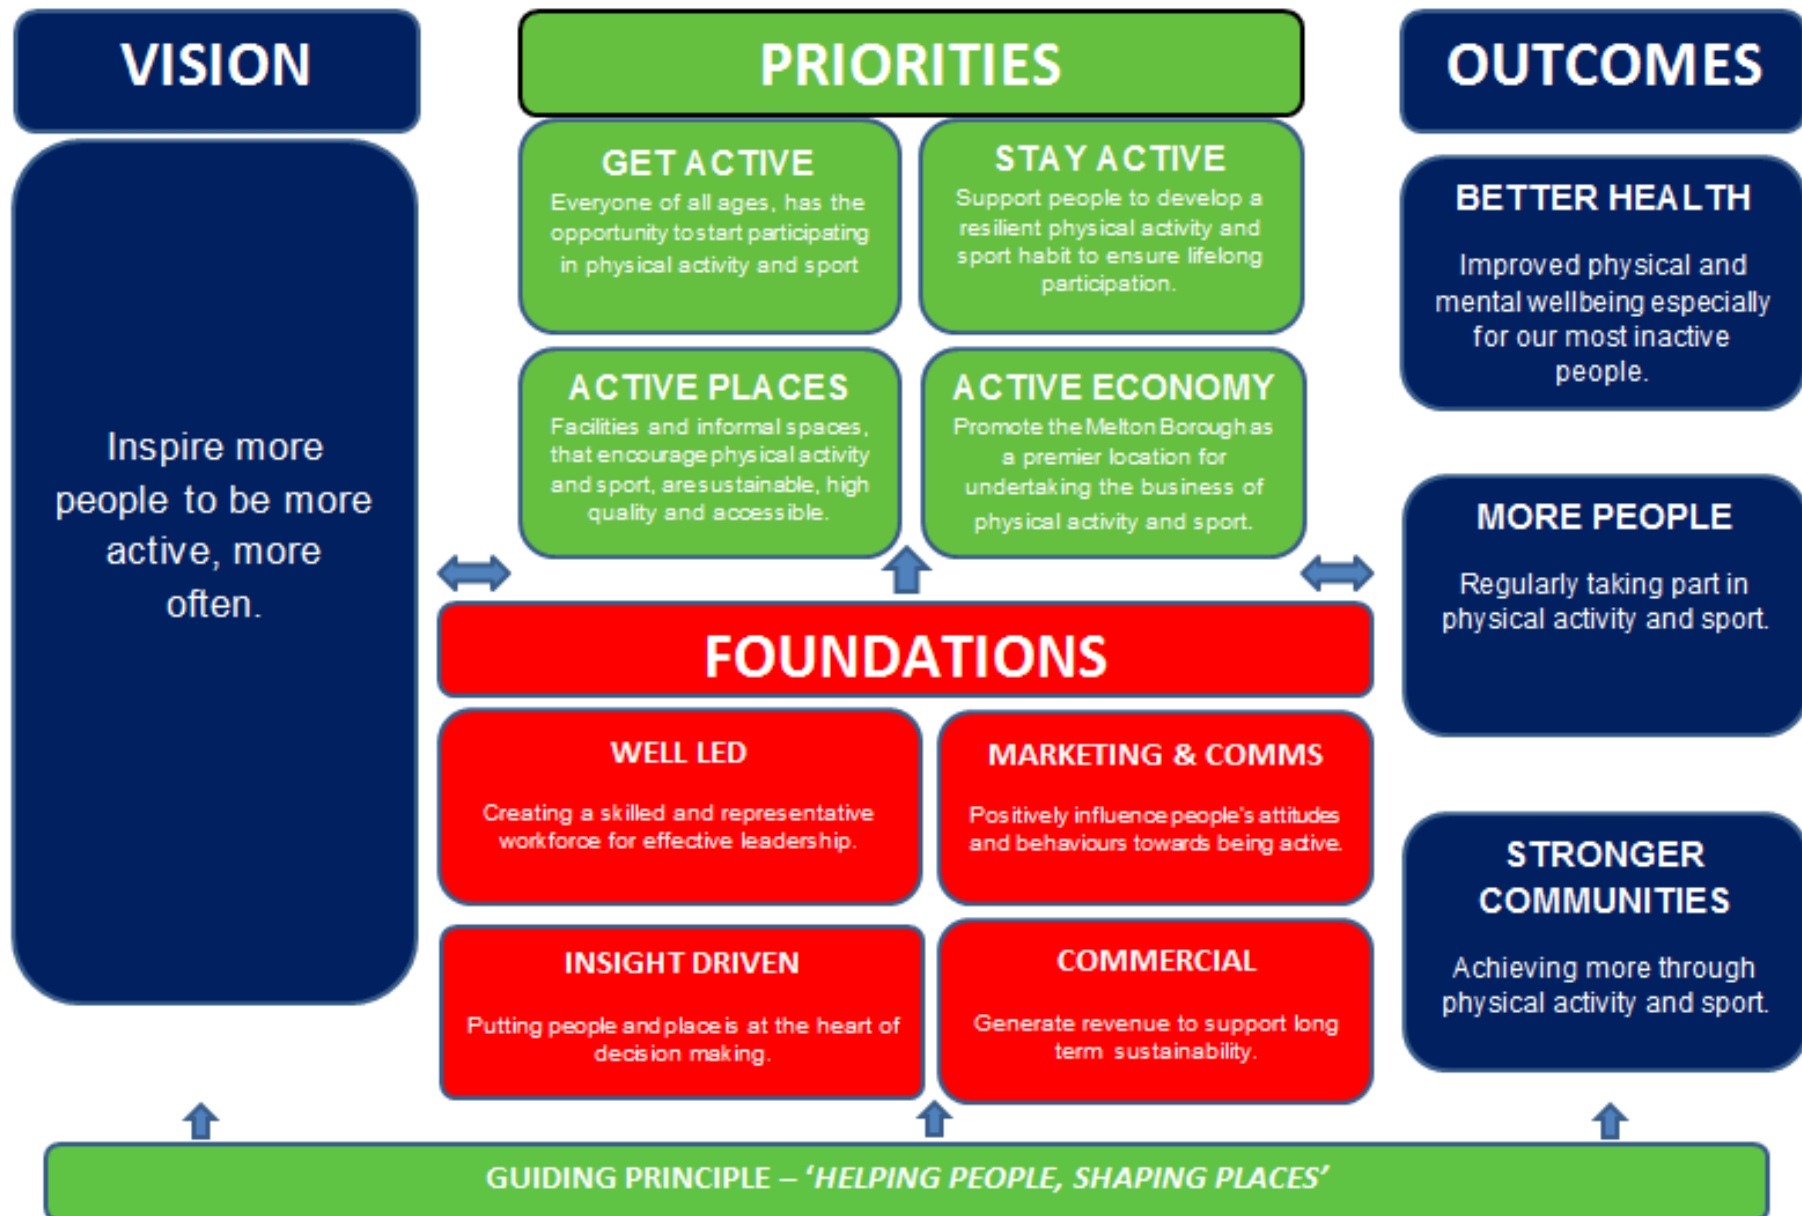 VISION
Inspire more
people to be more
active, more
often.
PRIORITIES
GET ACTIVE
Everyone of all ages, has the
opportunity to start participating
in physical activity and sport
STAY ACTIVE
Support people to develop a
resilient physical activity and
sport habit to ensure lifelong
participation.
ACTIVE PLACES
Facilities and informal spaces,
that encourage physical activity
and sport, are sustainable, high
quality and accessible.
ACTIVE ECONOMY
Promote the Melton Borough as
a premier location for
undertaking the business of
physical activity and sport.
FOUNDATIONS
WELL LED
Creating a skilled and representative
workforce for effective leadership.
MARKETING & COMMS
Positively influence people's attitudes
and behaviours towards being active.
INSIGHT DRIVEN
Putting people and place is at the heart of
decision making.
COMMERCIAL
Generate revenue to support long
term sustainability.
OUTCOMES
BETTER HEALTH
Improved physical and
mental wellbeing especially
for our most inactive
people.
MORE PEOPLE
Regularly taking part in
physical activity and sport.
STRONGER
COMMUNITIES
Achieving more through
physical activity and sport.
GUIDING PRINCIPLE – 'HELPING PEOPLE, SHAPING PLACES'